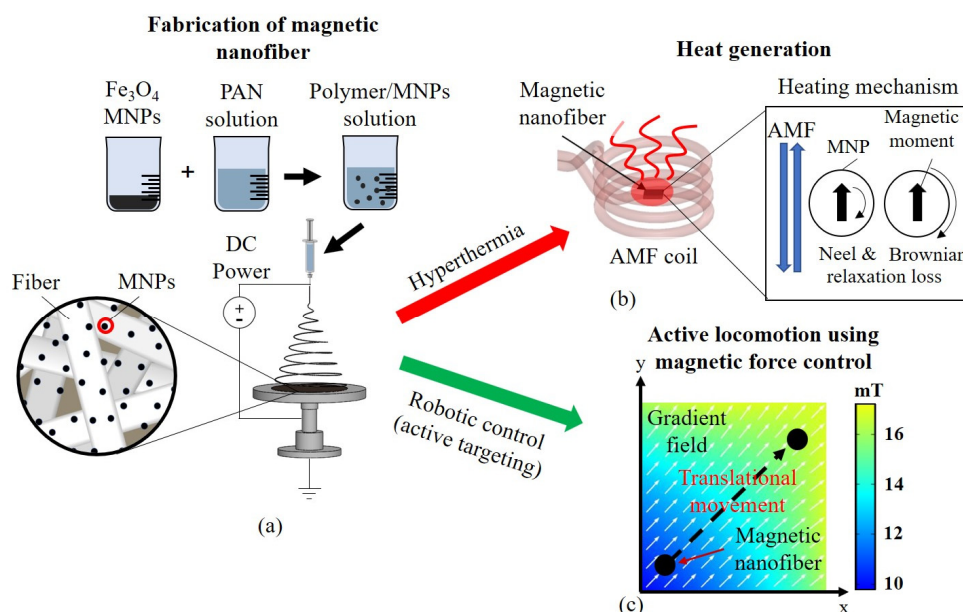 Fabrication of magnetic
nanofiber
Fe₃O₄
MNPs
PAN
solution
Polymer/MNPs
solution
+
DC
Power
+
-
Fiber
MNPs
(a)
Hyperthermia
Robotic control
(active targeting)
Heat generation
Magnetic
nanofiber
AMF coil
(b)
Heating mechanism
AMF
MNP
Magnetic
moment
Neel & Brownian
relaxation loss
Active locomotion using
magnetic force control
y
mT
Gradient
field
16
14
12
10
Translational
movement
Magnetic
nanofiber
(c)
x